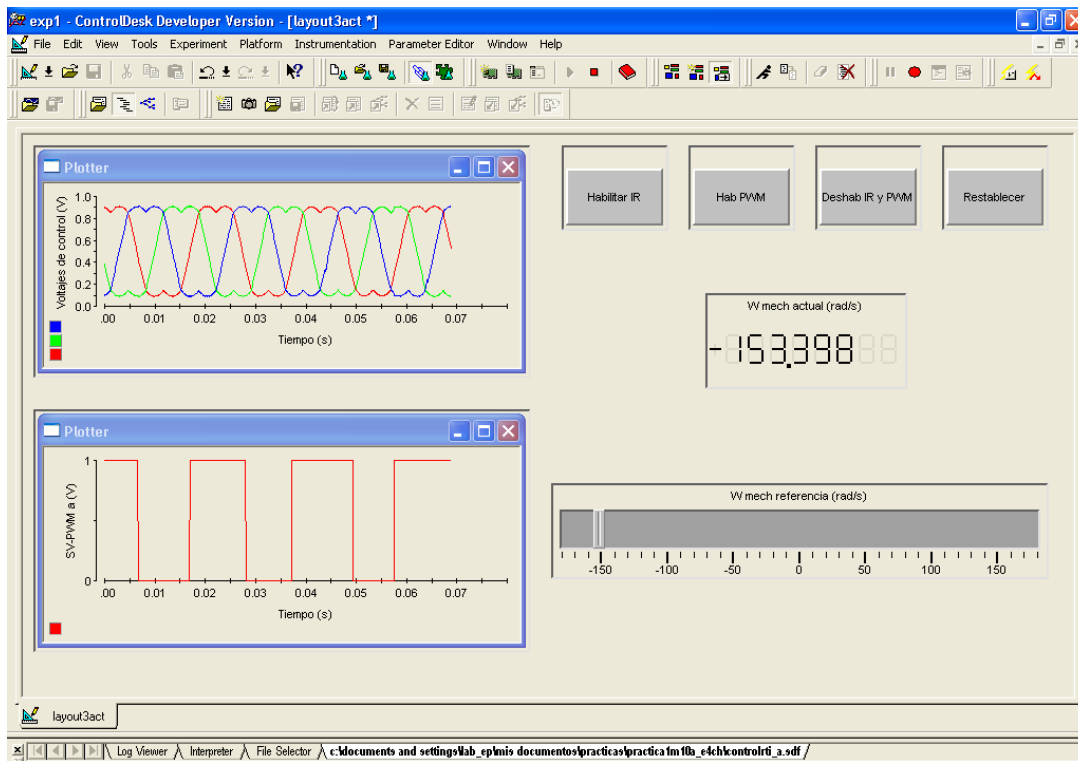 exp1 - ControlDesk Developer Version - [layout3act *]
File Edit View Tools Experiment Platform Instrumentation Parameter Editor Window Help
Plotter
Voltajes de control (V)
1.0
0.8
0.6
0.4
0.2
0.0
.00 0.01 0.02 0.03 0.04 0.05 0.06 0.07
Tiempo (s)
Habilitar IR
Hab PWM
Deshab IR y PWM
Restablecer
W mech actual (rad/s)
-153.398
Plotter
SV-PWM a (V)
1
0
.00 0.01 0.02 0.03 0.04 0.05 0.06 0.07
Tiempo (s)
W mech referencia (rad/s)
-150 -100 -50 0 50 100 150
layout3act
Log Viewer Interpreter File Selector c:\documents and settings\lab_ep\mis documentos\practicas\practica1m10a_e4ch\controlrti_a.sdf